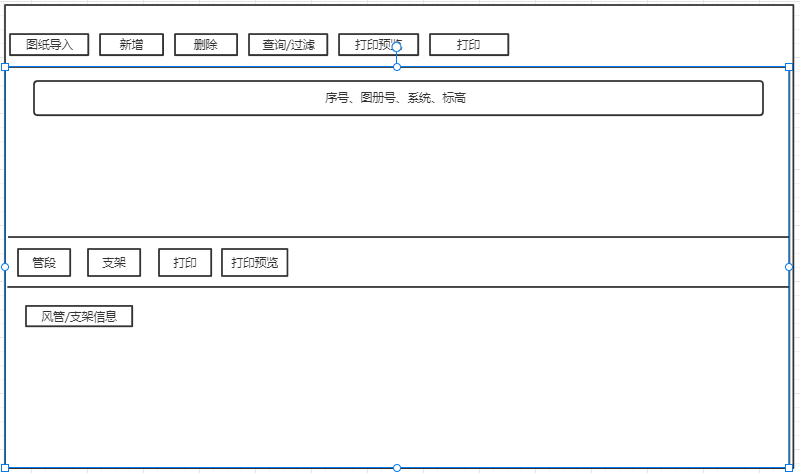 图纸导入 新增 删除 查询/过滤 打印预览 打印
序号、图册号、系统、标高
管段 支架 打印 打印预览
风管/支架信息